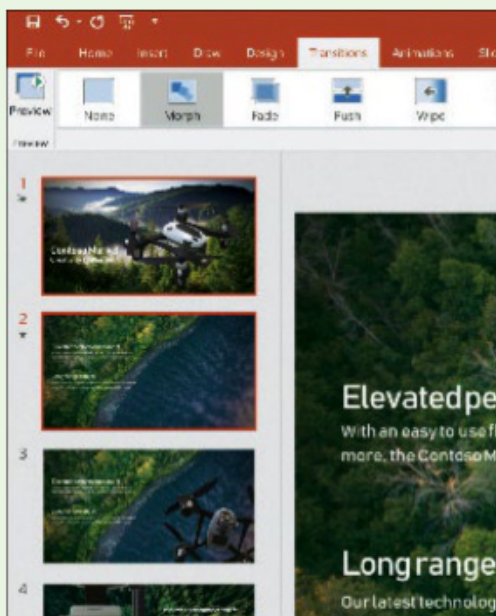 File Home Insert Draw Design Transitions Animations
Preview
None Morph Fade Push Wipe
Preview
1
2
3
4
Elevated pe
With an easy to use f
more, the Contoso M
Long range
Our latest technolog